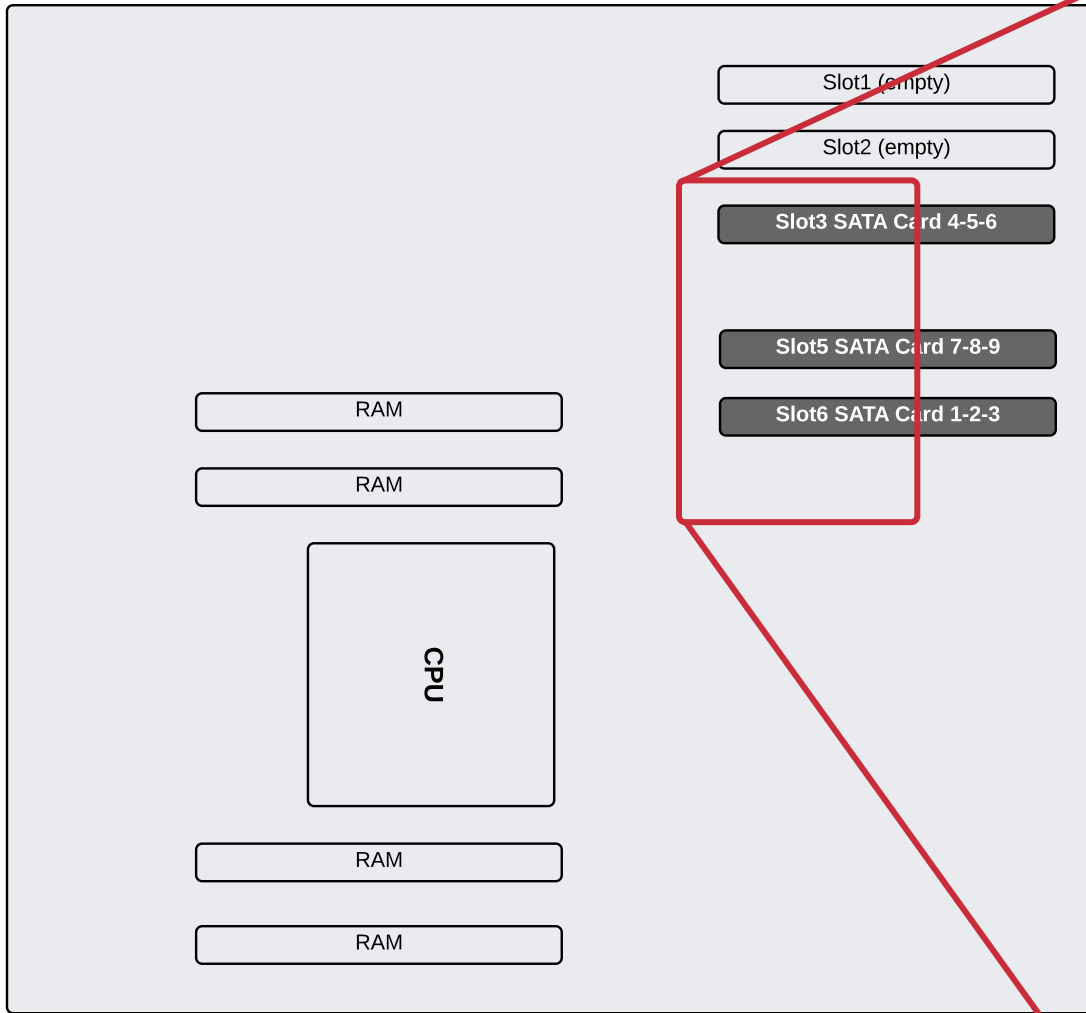 Slot1 (empty)
Slot2 (empty)
Slot3 SATA Card 4-5-6
Slot5 SATA Card 7-8-9
Slot6 SATA Card 1-2-3
RAM
RAM
CPU
RAM
RAM